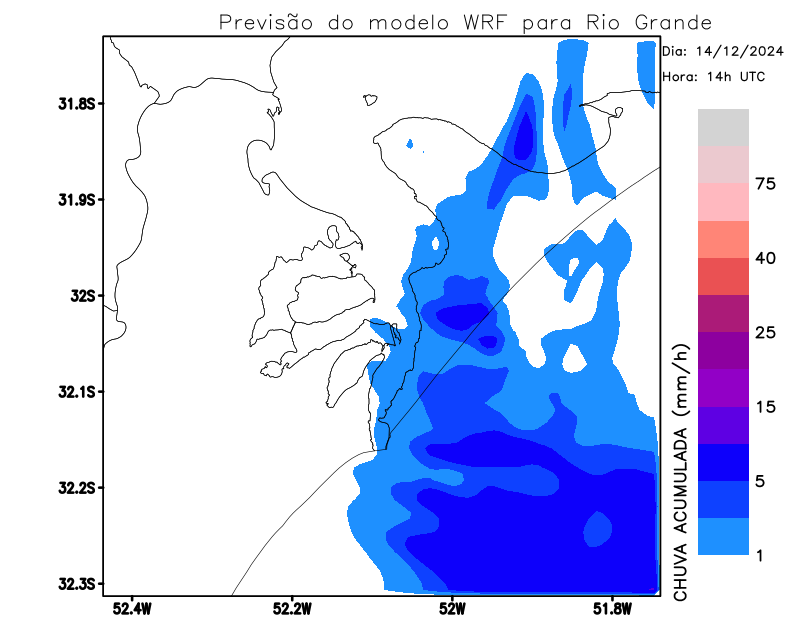 Previsão do modelo WRF para Rio Grande
Dia: 14/12/2024
Hora: 14h UTC
31.8S
31.9S
32S
32.1S
32.2S
32.3S
52.4W
52.2W
52W
51.8W
75
40
25
15
5
1
CHUVA ACUMULADA (mm/h)